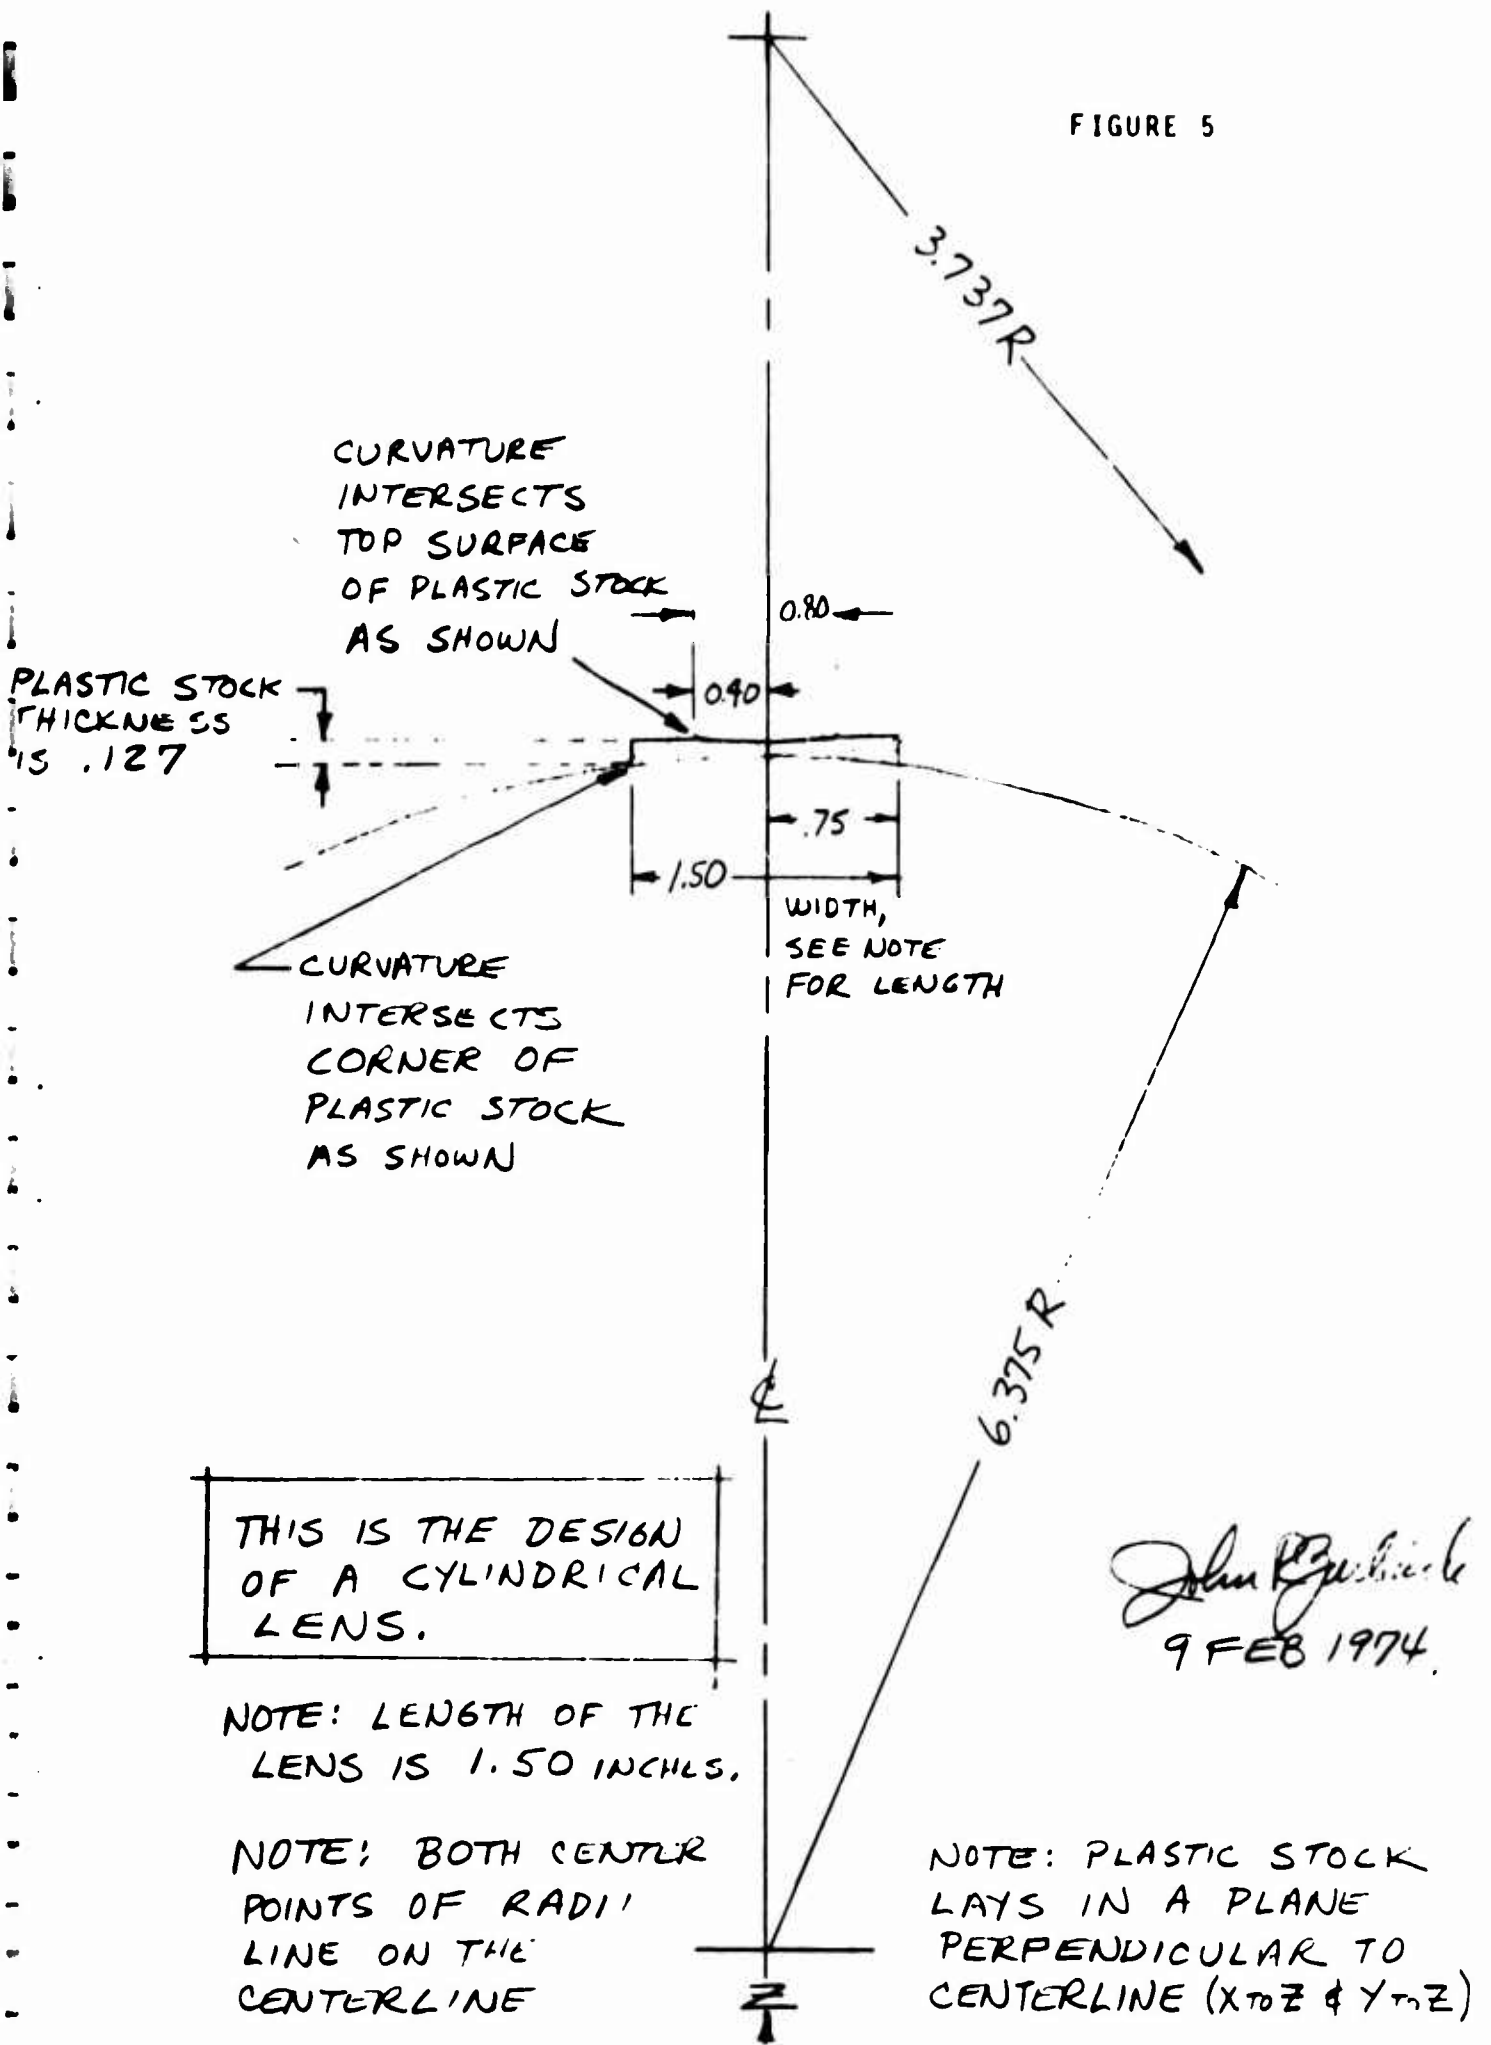 FIGURE 5
3.737 R
CURVATURE
INTERSECTS
TOP SURFACE
OF PLASTIC STOCK
AS SHOWN
0.80
0.40
PLASTIC STOCK
THICKNESS
IS .127
.75
1.50
WIDTH,
SEE NOTE
FOR LENGTH
CURVATURE
INTERSECTS
CORNER OF
PLASTIC STOCK
AS SHOWN
6.375 R
℄
THIS IS THE DESIGN
OF A CYLINDRICAL
LENS.
John R
9 FEB 1974.
NOTE: LENGTH OF THE
LENS IS 1.50 INCHES.
NOTE: BOTH CENTER
POINTS OF RADII
LINE ON THE
CENTERLINE
Z
NOTE: PLASTIC STOCK
LAYS IN A PLANE
PERPENDICULAR TO
CENTERLINE (X TO Z & Y TO Z)